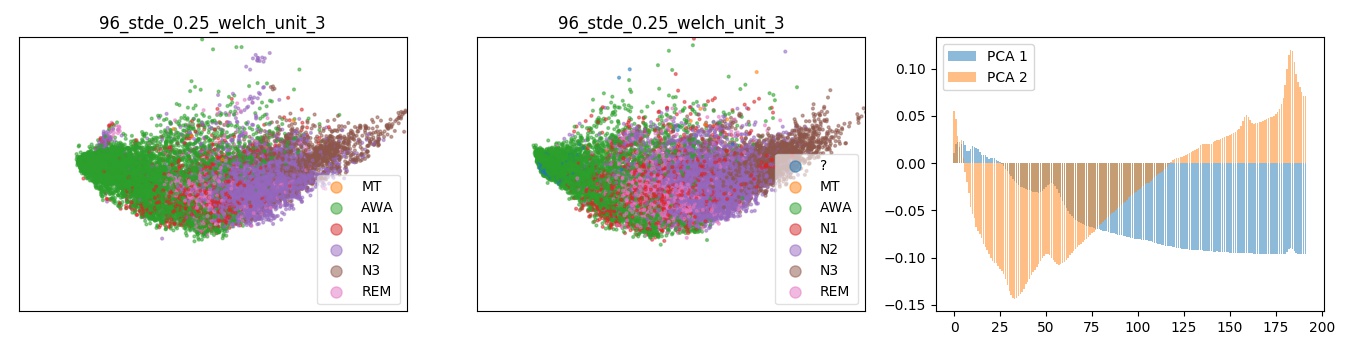 96_stde_0.25_welch_unit_3
MT
AWA
N1
N2
N3
REM
96_stde_0.25_welch_unit_3
?
MT
AWA
N1
N2
N3
REM
PCA 1
PCA 2
0.10
0.05
0.00
−0.05
−0.10
−0.15
0 25 50 75 100 125 150 175 200